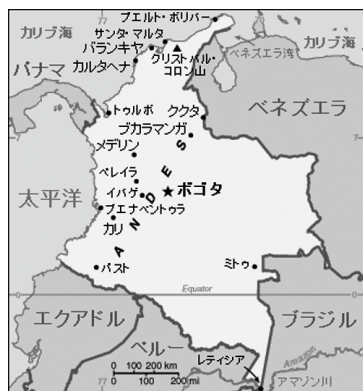 77
プエルト・ボリバー
カリブ海
サンタ・マルタ
バランキヤ
カリブ海
パナマ
カルタヘナ
クリストバル・
コロン山
ベネズエラ湾
トゥルボ
ククタ
ベネズエラ
ブカラマンガ
メデリン
ペレイラ
イバゲ
ボゴタ
太平洋
ブエナベントゥラ
カリ
ANDES
パスト
ミトゥ
Equator
0
0
エクアドル
ブラジル
ペルー
レティシア
Amazon
アマゾン川
0 100 200 km
0 100 200 mi
77
70